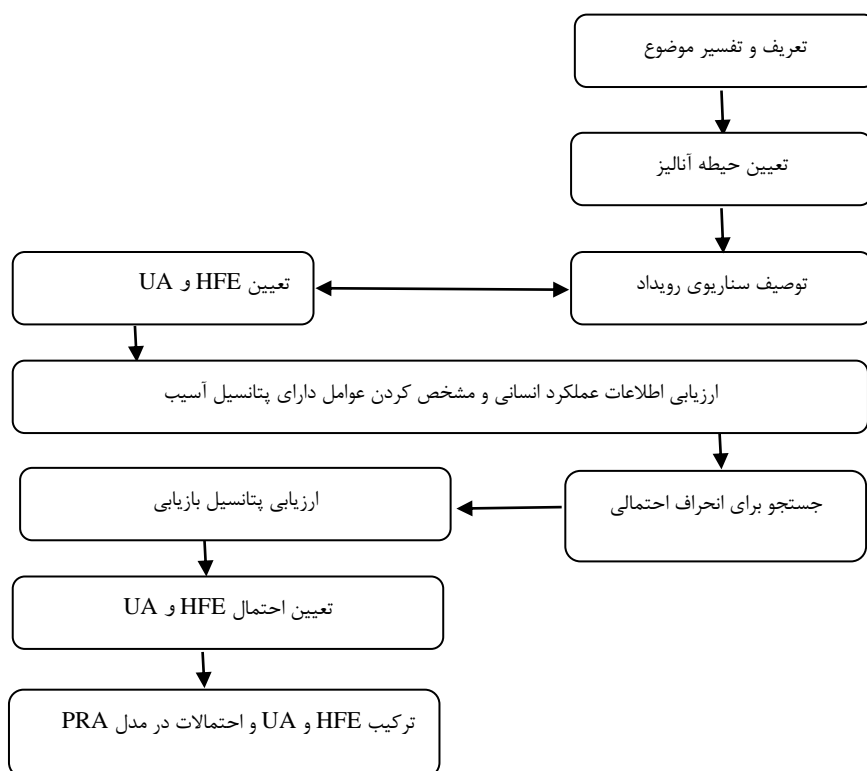 تعریف و تفسیر موضوع
تعیین حیطه آنالیز
توصیف سناریوی رویداد
تعیین HFE و UA
ارزیابی اطلاعات عملکرد انسانی و مشخص کردن عوامل دارای پتانسیل آسیب
جستجو برای انحراف احتمالی
ارزیابی پتانسیل بازیابی
تعیین احتمال HFE و UA
ترکیب HFE و UA و احتمالات در مدل PRA